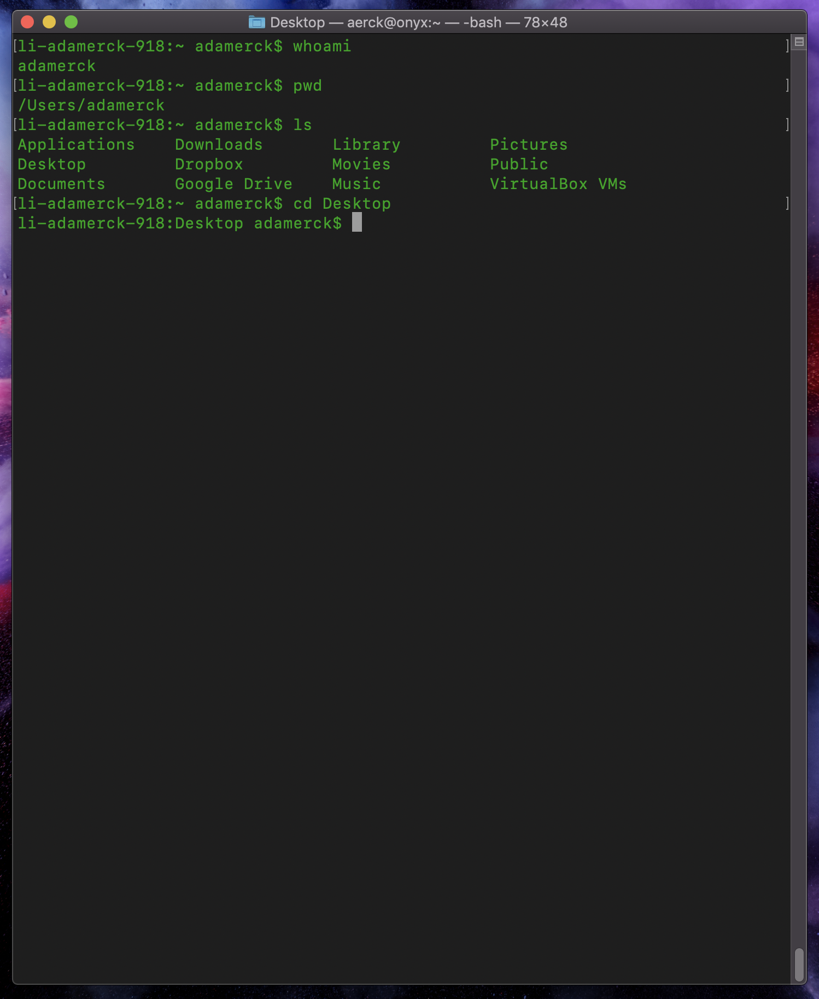 Desktop — aerck@onyx:~ — -bash — 78×48
[li-adamerck-918:~ adamerck$ whoami ]
adamerck
[li-adamerck-918:~ adamerck$ pwd ]
/Users/adamerck
[li-adamerck-918:~ adamerck$ ls ]
Applications Downloads Library Pictures
Desktop Dropbox Movies Public
Documents Google Drive Music VirtualBox VMs
[li-adamerck-918:~ adamerck$ cd Desktop ]
li-adamerck-918:Desktop adamerck$